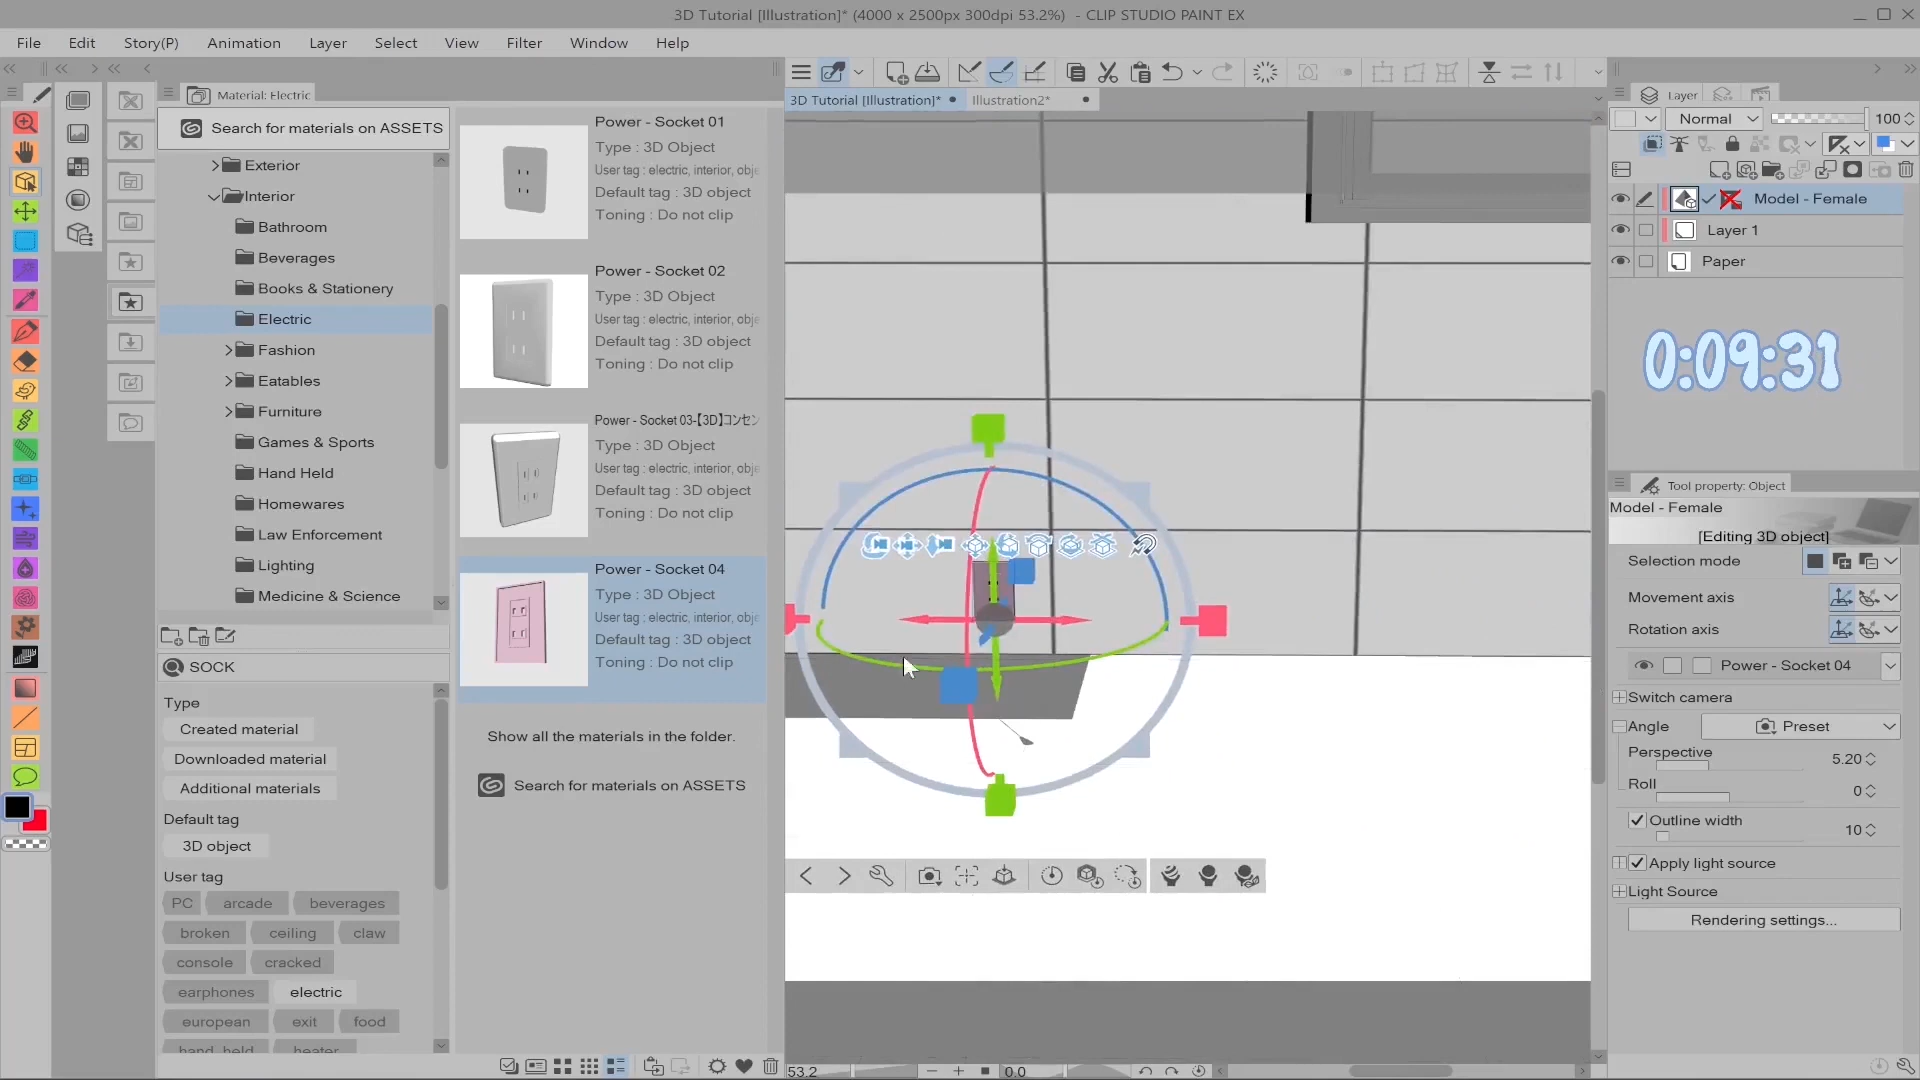 3D Tutorial [Illustration]* (4000 x 2500px 300dpi 53.2%) - CLIP STUDIO PAINT EX
File Edit Story(P) Animation Layer Select View Filter Window Help
Material: Electric
Search for materials on ASSETS
Exterior
Interior
Bathroom
Beverages
Books & Stationery
Electric
Fashion
Eatables
Furniture
Games & Sports
Hand Held
Homewares
Law Enforcement
Lighting
Medicine & Science
SOCK
Type
Created material
Downloaded material
Additional materials
Default tag
3D object
User tag
PC arcade beverages
broken ceiling claw
console cracked
earphones electric
european exit food
hand_held heater
Power - Socket 01
Type : 3D Object
User tag : electric, interior, obje
Default tag : 3D object
Toning : Do not clip
Power - Socket 02
Type : 3D Object
User tag : electric, interior, obje
Default tag : 3D object
Toning : Do not clip
Power - Socket 03-【3D】コンセン
Type : 3D Object
User tag : electric, interior, obje
Default tag : 3D object
Toning : Do not clip
Power - Socket 04
Type : 3D Object
User tag : electric, interior, obje
Default tag : 3D object
Toning : Do not clip
Show all the materials in the folder.
Search for materials on ASSETS
3D Tutorial [Illustration]* Illustration2*
53.2 0.0
Layer
Normal 100
Model - Female
Layer 1
Paper
0:09:31
Tool property: Object
Model - Female
[Editing 3D object]
Selection mode
Movement axis
Rotation axis
Power - Socket 04
Switch camera
Angle Preset
Perspective 5.20
Roll 0
Outline width 10
Apply light source
Light Source
Rendering settings...